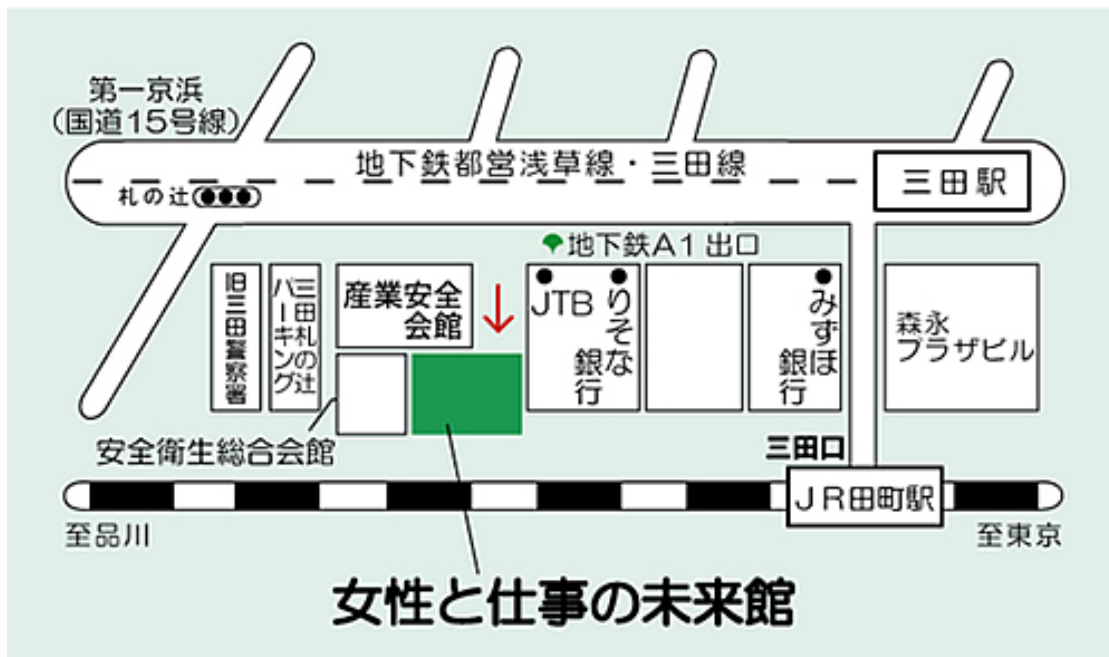 第一京浜
(国道15号線)
地下鉄都営浅草線・三田線
三田駅
札の辻
地下鉄A1出口
旧三田警察署
三田札の辻
パーキング
産業安全
会館
JTB
りそな
銀行
みずほ
銀行
森永
プラザビル
安全衛生総合会館
三田口
JR田町駅
至品川
至東京
女性と仕事の未来館